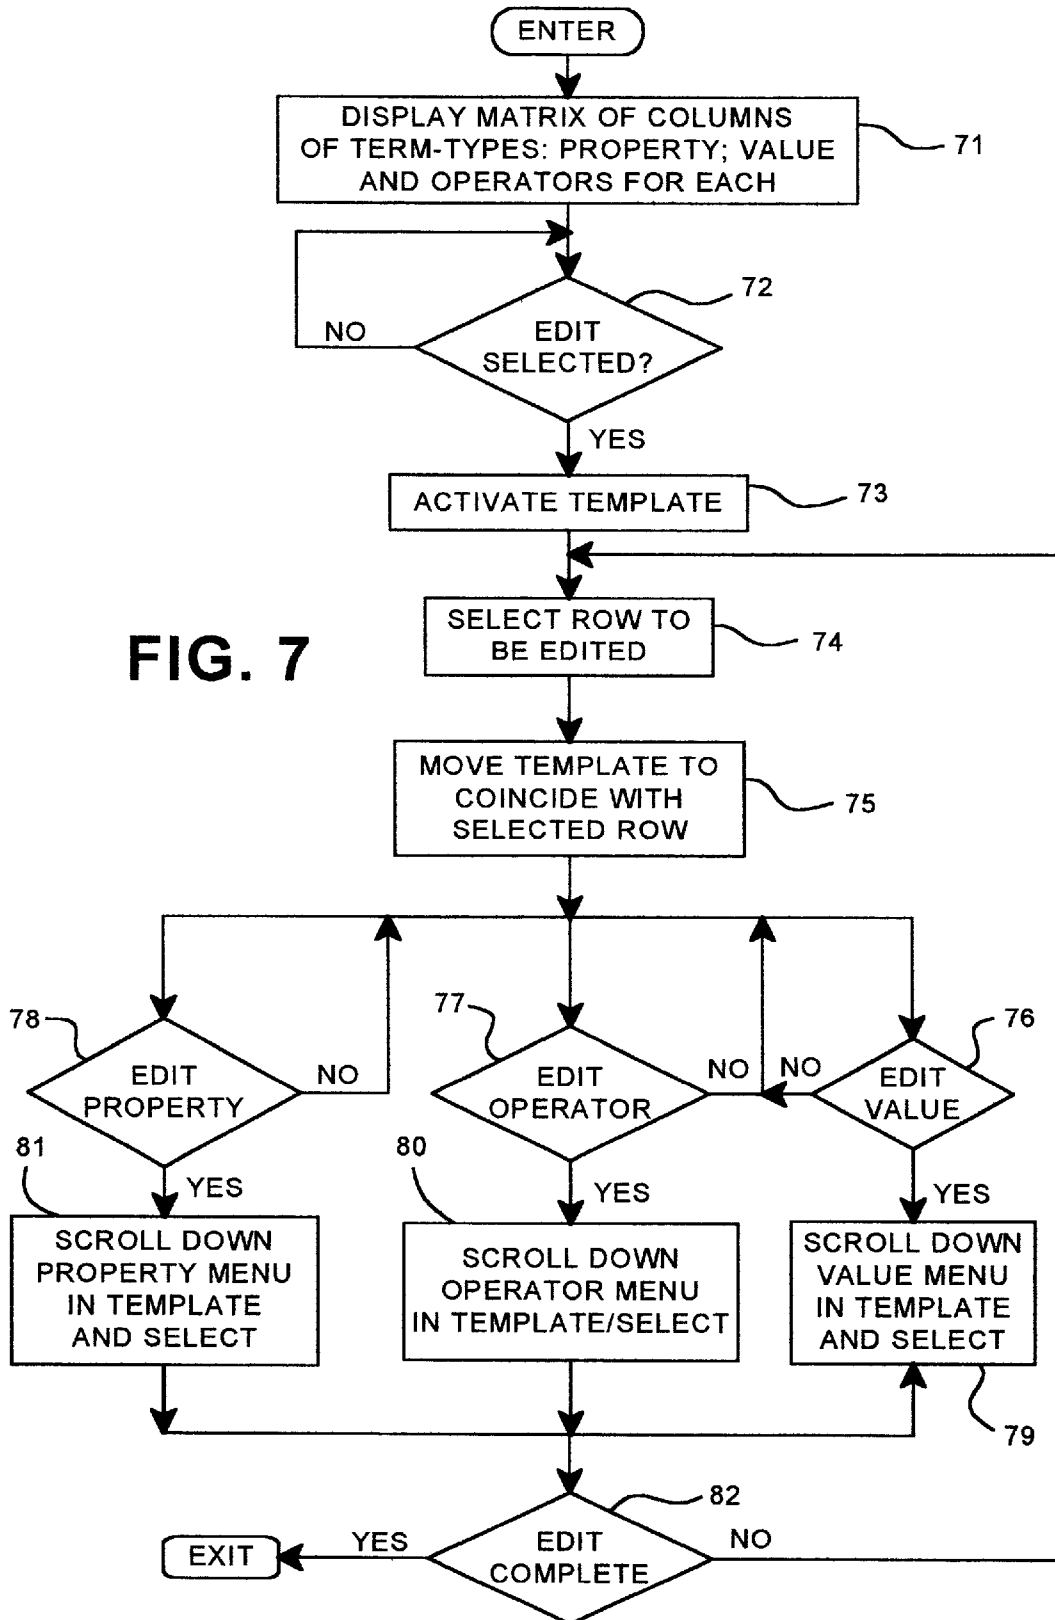 ENTER
DISPLAY MATRIX OF COLUMNS
OF TERM-TYPES: PROPERTY; VALUE
AND OPERATORS FOR EACH
71
72
EDIT
SELECTED?
NO
YES
ACTIVATE TEMPLATE
73
SELECT ROW TO
BE EDITED
74
FIG. 7
MOVE TEMPLATE TO
COINCIDE WITH
SELECTED ROW
75
78
EDIT
PROPERTY
NO
77
EDIT
OPERATOR
NO
76
EDIT
VALUE
NO
81
YES
SCROLL DOWN
PROPERTY MENU
IN TEMPLATE
AND SELECT
80
YES
SCROLL DOWN
OPERATOR MENU
IN TEMPLATE/SELECT
YES
SCROLL DOWN
VALUE MENU
IN TEMPLATE
AND SELECT
79
82
EDIT
COMPLETE
YES
NO
EXIT